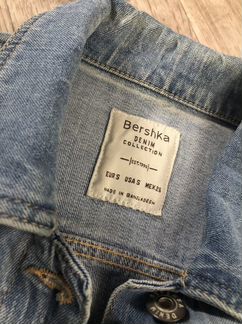 Bershka
DENIM
COLLECTION
EUR S USA S MEX 26
MADE IN BANGLADESH